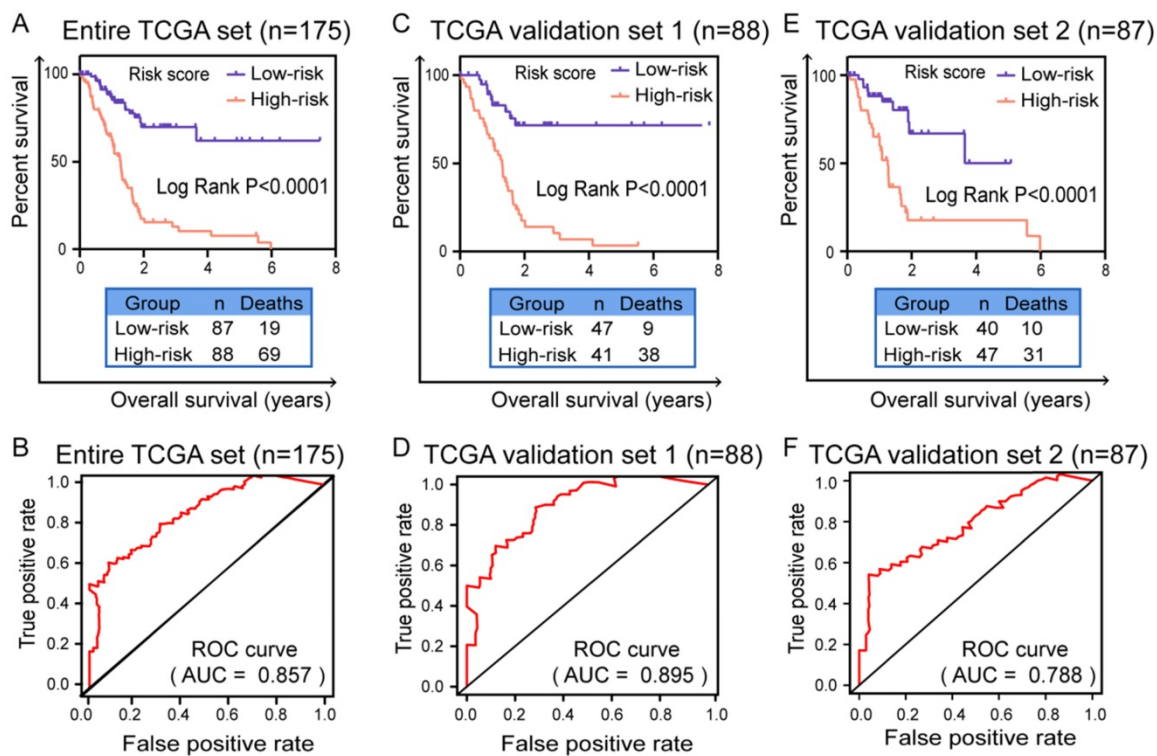 A
Entire TCGA set (n=175)
Percent survival
100
50
0
Risk score
Low-risk
High-risk
Log Rank P<0.0001
0 2 4 6 8
Group n Deaths
Low-risk 87 19
High-risk 88 69
Overall survival (years)
C
TCGA validation set 1 (n=88)
Percent survival
100
50
0
Risk score
Low-risk
High-risk
Log Rank P<0.0001
0 2 4 6 8
Group n Deaths
Low-risk 47 9
High-risk 41 38
Overall survival (years)
E
TCGA validation set 2 (n=87)
Percent survival
100
50
0
Risk score
Low-risk
High-risk
Log Rank P<0.0001
0 2 4 6 8
Group n Deaths
Low-risk 40 10
High-risk 47 31
Overall survival (years)
B
Entire TCGA set (n=175)
True positive rate
1.0
0.8
0.6
0.4
0.2
0.0
ROC curve
( AUC = 0.857 )
0.0 0.2 0.4 0.6 0.8 1.0
False positive rate
D
TCGA validation set 1 (n=88)
True positive rate
1.0
0.8
0.6
0.4
0.2
0.0
ROC curve
( AUC = 0.895 )
0.0 0.2 0.4 0.6 0.8 1.0
False positive rate
F
TCGA validation set 2 (n=87)
True positive rate
1.0
0.8
0.6
0.4
0.2
0.0
ROC curve
( AUC = 0.788 )
0.0 0.2 0.4 0.6 0.8 1.0
False positive rate